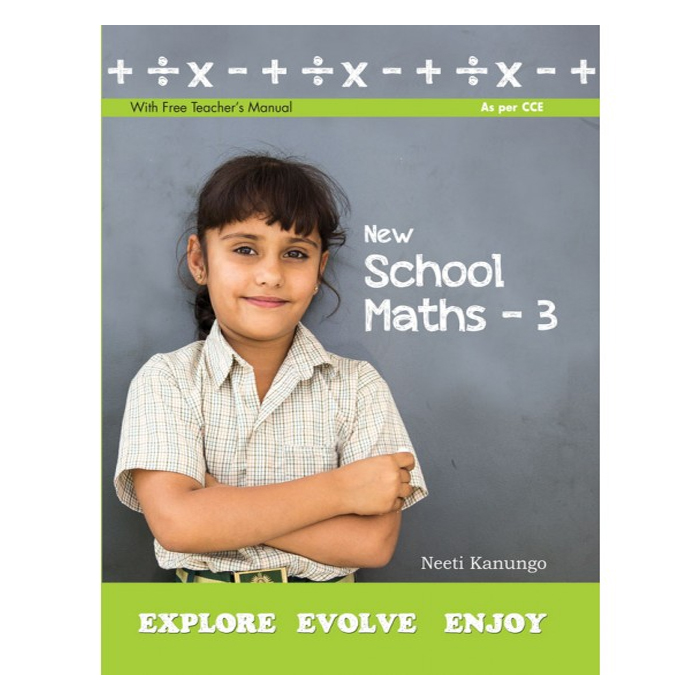 + ÷ x - + ÷ x - + ÷ x - +
With Free Teacher's Manual As per CCE
New
School
Maths - 3
Neeti Kanungo
EXPLORE EVOLVE ENJOY